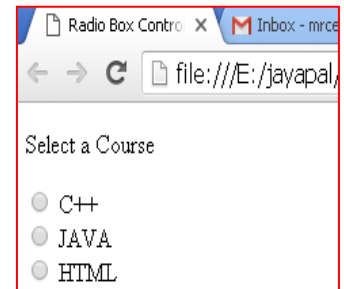 Radio Box Contro
Inbox - mrce
file:///E:/jayapal/
Select a Course
C++
JAVA
HTML